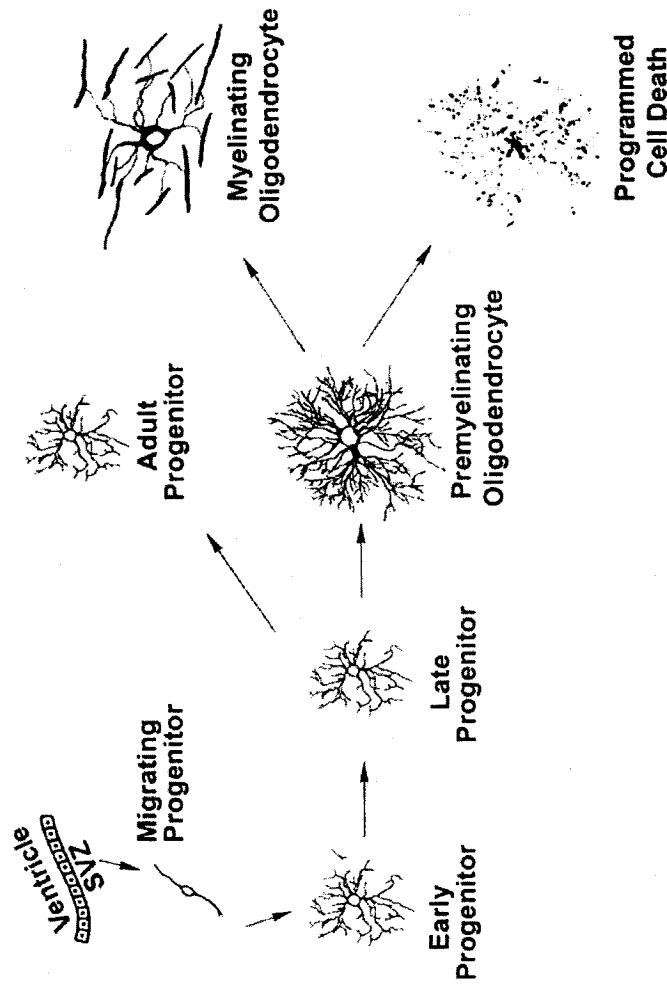 Ventricle
SVZ
Migrating
Progenitor
Early
Progenitor
Late
Progenitor
Adult
Progenitor
Premyelinating
Oligodendrocyte
Myelinating
Oligodendrocyte
Programmed
Cell Death